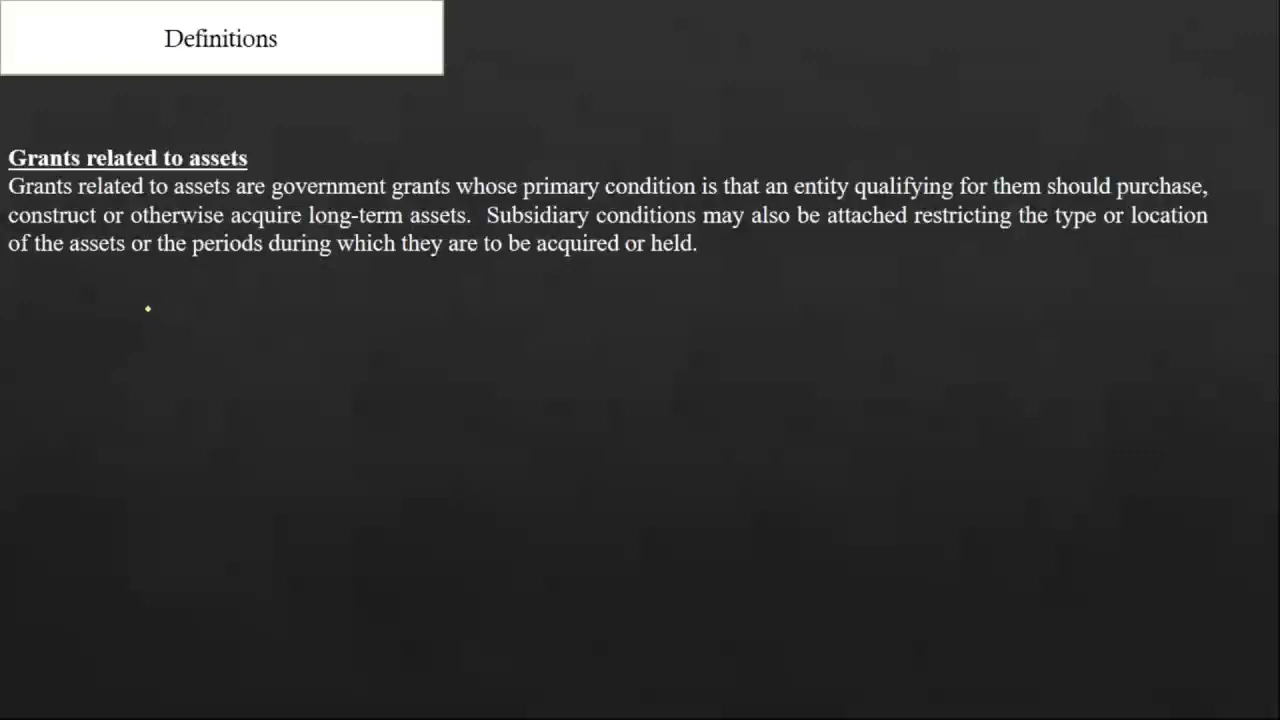 Definitions
Grants related to assets
Grants related to assets are government grants whose primary condition is that an entity qualifying for them should purchase,
construct or otherwise acquire long-term assets.  Subsidiary conditions may also be attached restricting the type or location
of the assets or the periods during which they are to be acquired or held.